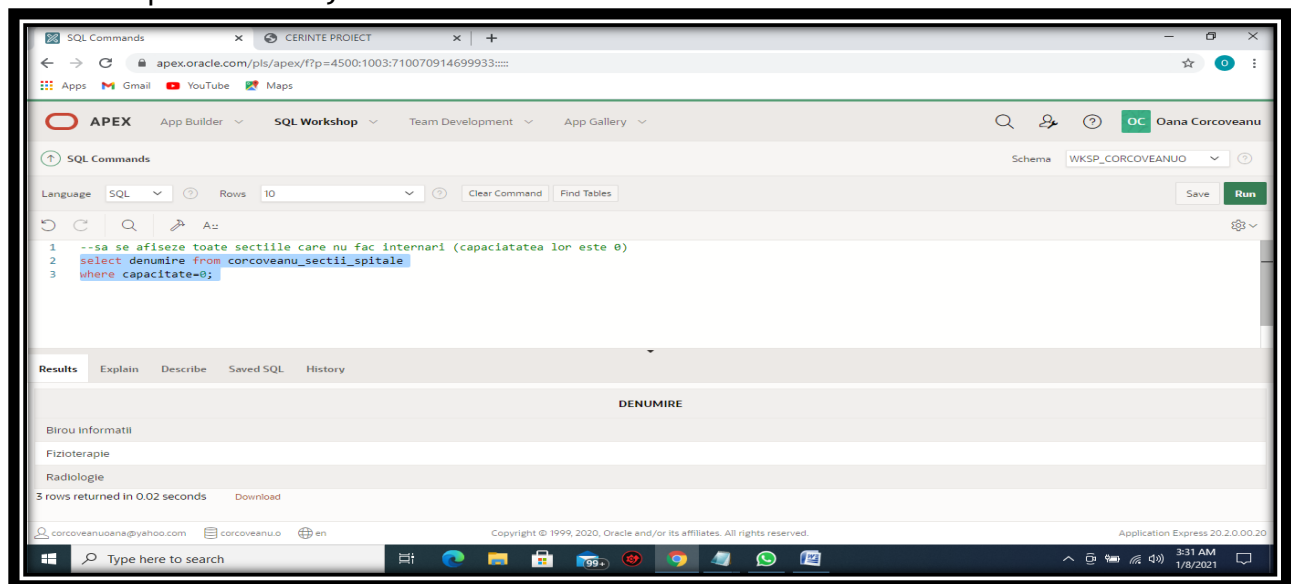 SQL Commands CERINTE PROIECT
apex.oracle.com/pls/apex/f?p=4500:1003:710070914699933:::::
Apps Gmail YouTube Maps
APEX App Builder SQL Workshop Team Development App Gallery OC Oana Corcoveanu
SQL Commands Schema WKSP_CORCOVEANUO
Language SQL Rows 10 Clear Command Find Tables Save Run
1 --sa se afiseze toate sectiile care nu fac internari (capaciatatea lor este 0)
2 select denumire from corcoveanu_sectii_spitale
3 where capacitate=0;
Results Explain Describe Saved SQL History
DENUMIRE
Birou informatii
Fizioterapie
Radiologie
3 rows returned in 0.02 seconds Download
corcoveanuoana@yahoo.com corcoveanu.o en Copyright © 1999, 2020, Oracle and/or its affiliates. All rights reserved. Application Express 20.2.0.00.20
Type here to search 99+ 3:31 AM
1/8/2021